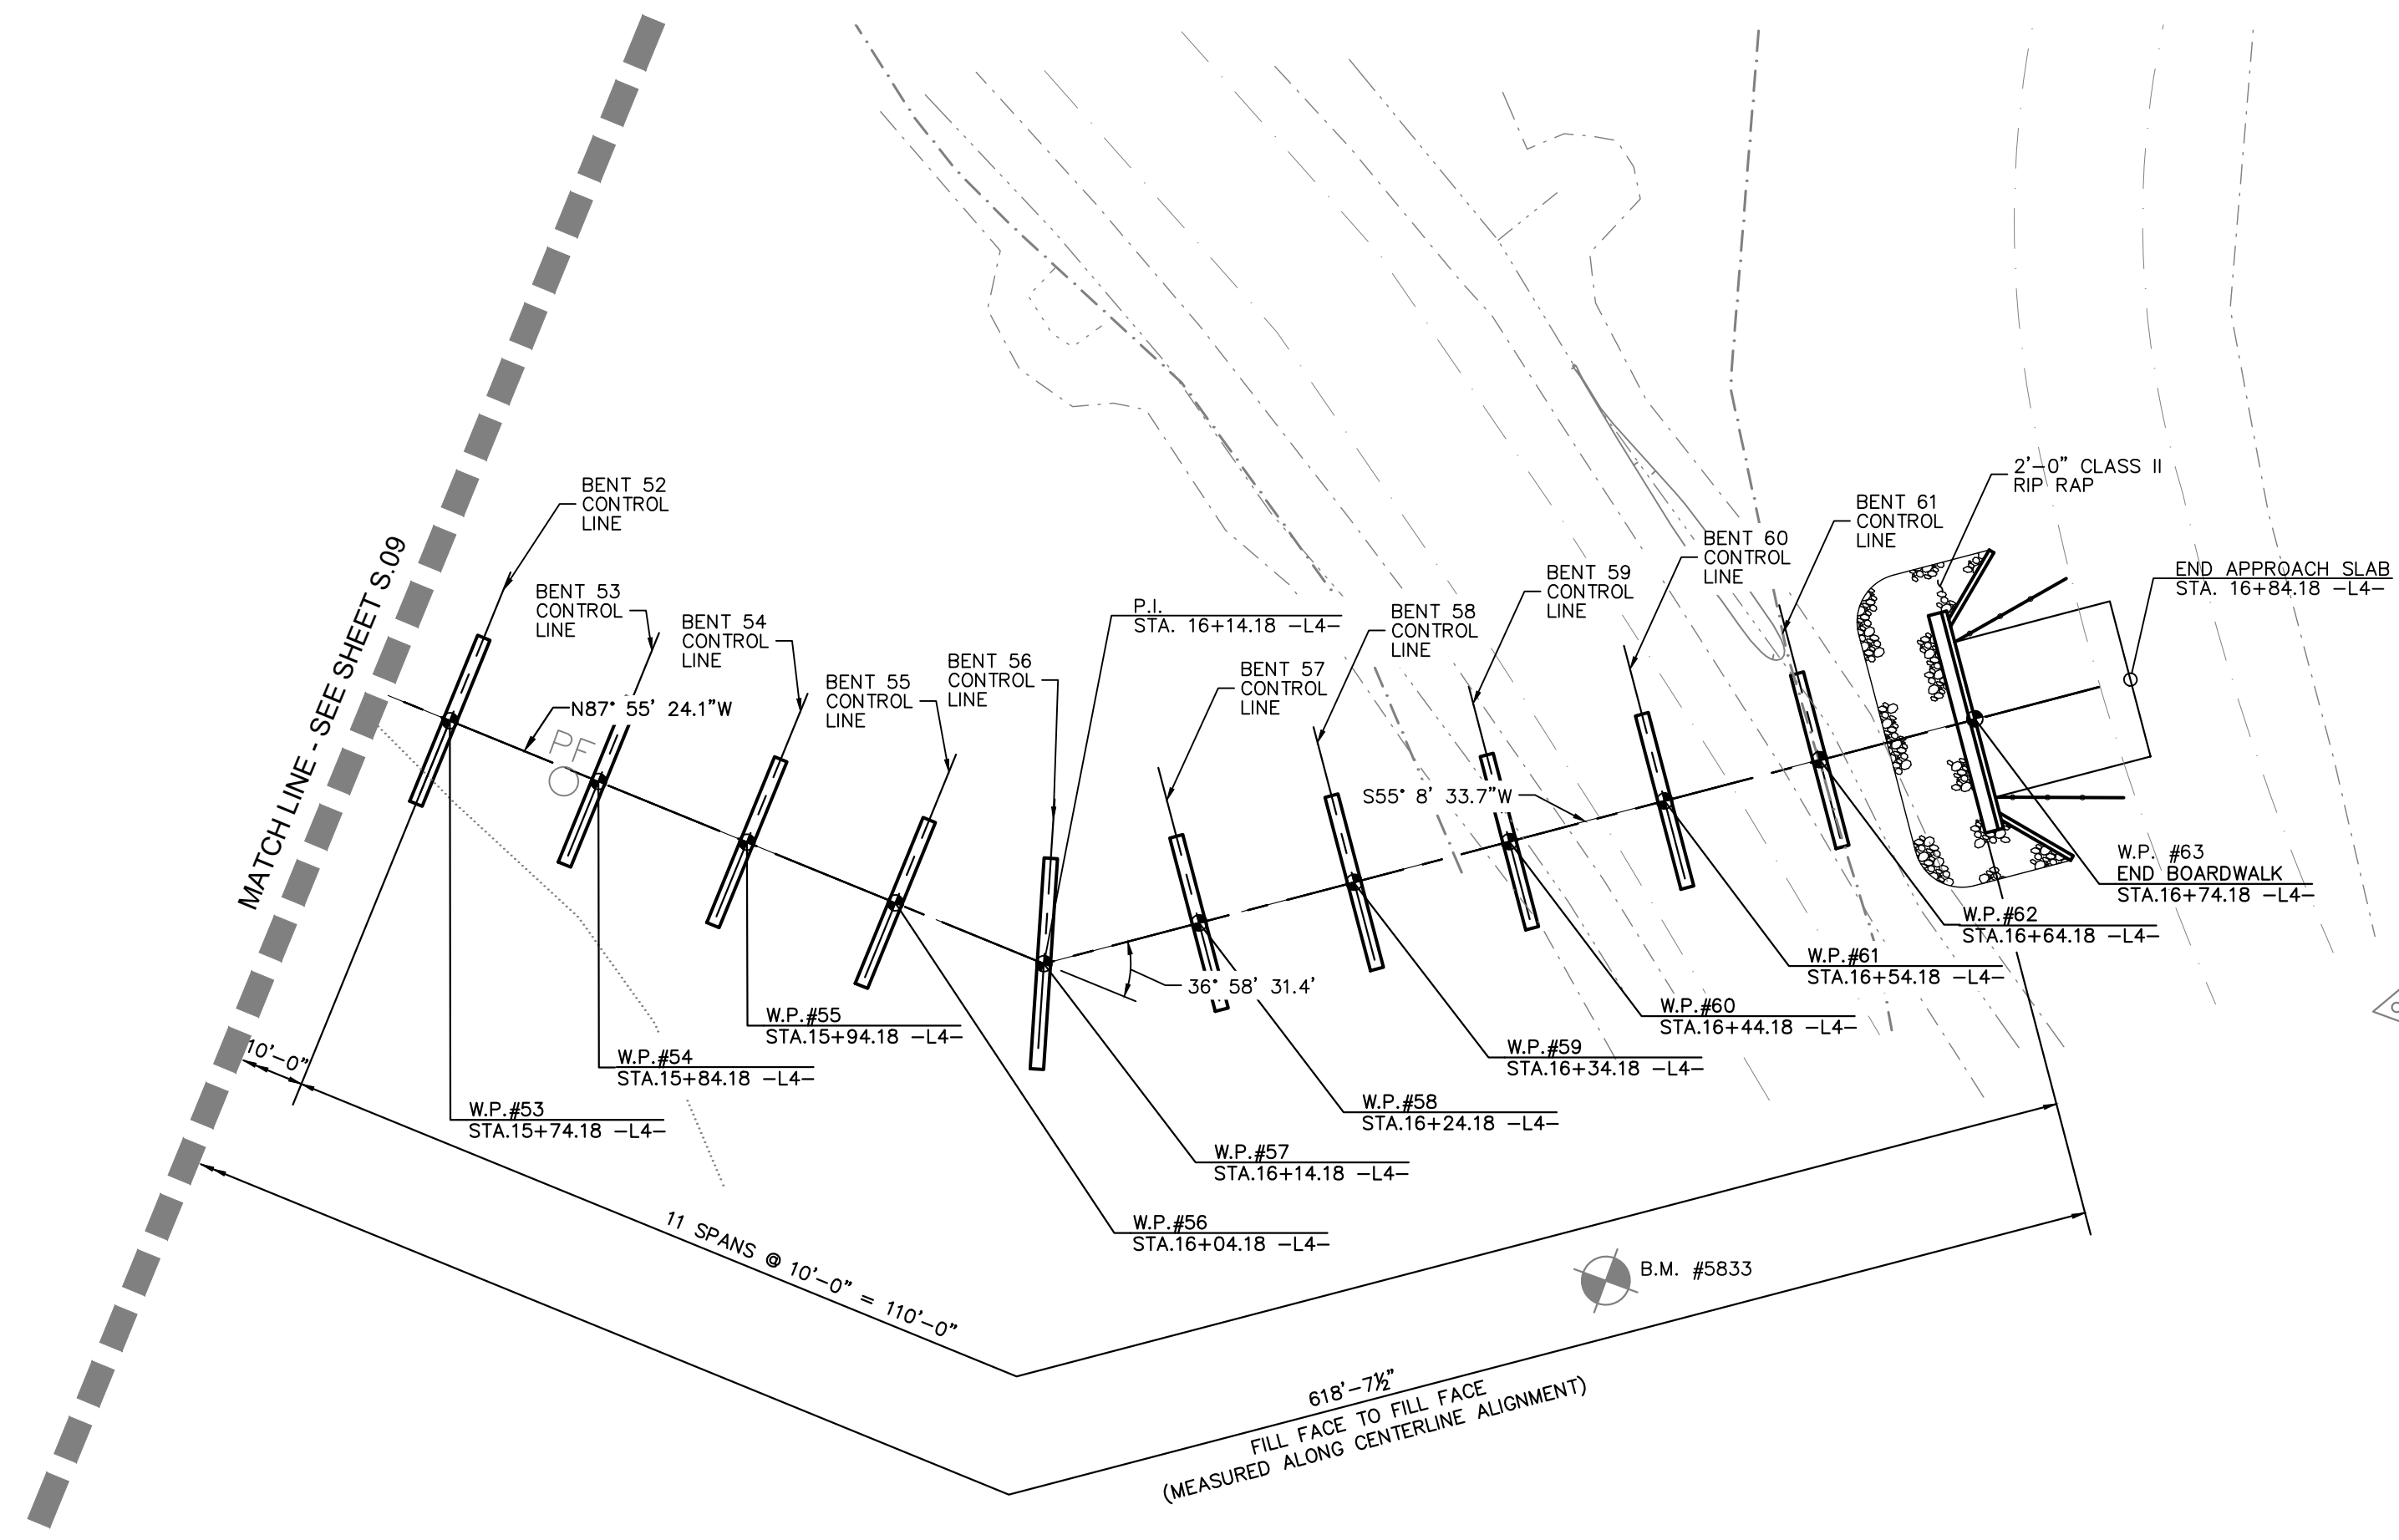 MATCH LINE - SEE SHEET S.09
BENT 52
CONTROL
LINE
BENT 53
CONTROL
LINE
BENT 54
CONTROL
LINE
BENT 55
CONTROL
LINE
BENT 56
CONTROL
LINE
P.I.
STA. 16+14.18 -L4-
BENT 57
CONTROL
LINE
BENT 58
CONTROL
LINE
BENT 59
CONTROL
LINE
BENT 60
CONTROL
LINE
BENT 61
CONTROL
LINE
2'-0" CLASS II
RIP RAP
END APPROACH SLAB
STA. 16+84.18 -L4-
N87° 55' 24.1"W
PF
S55° 8' 33.7"W
36° 58' 31.4'
W.P. #63
END BOARDWALK
STA.16+74.18 -L4-
W.P.#62
STA.16+64.18 -L4-
W.P.#61
STA.16+54.18 -L4-
W.P.#60
STA.16+44.18 -L4-
W.P.#59
STA.16+34.18 -L4-
W.P.#58
STA.16+24.18 -L4-
W.P.#57
STA.16+14.18 -L4-
W.P.#56
STA.16+04.18 -L4-
W.P.#55
STA.15+94.18 -L4-
W.P.#54
STA.15+84.18 -L4-
W.P.#53
STA.15+74.18 -L4-
10'-0"
11 SPANS @ 10'-0" = 110'-0"
B.M. #5833
618'-7½"
FILL FACE TO FILL FACE
(MEASURED ALONG CENTERLINE ALIGNMENT)